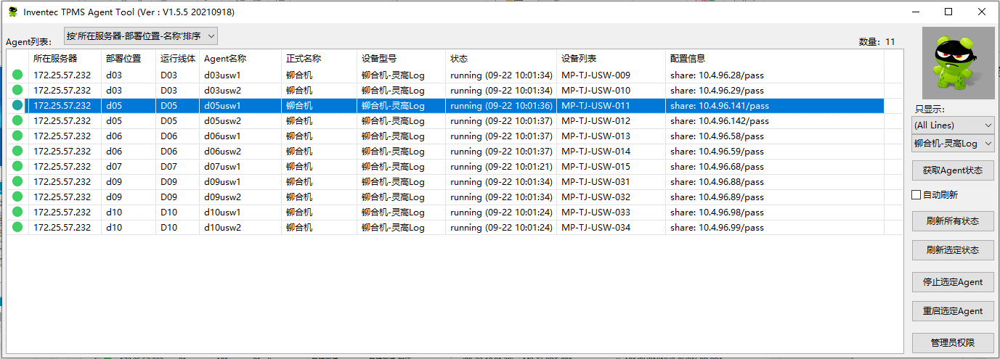 Inventec TPMS Agent Tool (Ver : V1.5.5 20210918)
Agent列表: 按'所在服务器-部署位置-名称'排序 数量: 11
所在服务器 部署位置 运行线体 Agent名称 正式名称 设备型号 状态 设备列表 配置信息
172.25.57.232 d03 D03 d03usw1 铆合机 铆合机-灵高Log running (09-22 10:01:34) MP-TJ-USW-009 share: 10.4.96.28/pass
172.25.57.232 d03 D03 d03usw2 铆合机 铆合机-灵高Log running (09-22 10:01:34) MP-TJ-USW-010 share: 10.4.96.29/pass
172.25.57.232 d05 D05 d05usw1 铆合机 铆合机-灵高Log running (09-22 10:01:36) MP-TJ-USW-011 share: 10.4.96.141/pass
172.25.57.232 d05 D05 d05usw2 铆合机 铆合机-灵高Log running (09-22 10:01:37) MP-TJ-USW-012 share: 10.4.96.142/pass
172.25.57.232 d06 D06 d06usw1 铆合机 铆合机-灵高Log running (09-22 10:01:37) MP-TJ-USW-013 share: 10.4.96.58/pass
172.25.57.232 d06 D06 d06usw2 铆合机 铆合机-灵高Log running (09-22 10:01:37) MP-TJ-USW-014 share: 10.4.96.59/pass
172.25.57.232 d07 D07 d07usw1 铆合机 铆合机-灵高Log running (09-22 10:01:21) MP-TJ-USW-015 share: 10.4.96.68/pass
172.25.57.232 d09 D09 d09usw1 铆合机 铆合机-灵高Log running (09-22 10:01:34) MP-TJ-USW-031 share: 10.4.96.88/pass
172.25.57.232 d09 D09 d09usw2 铆合机 铆合机-灵高Log running (09-22 10:01:34) MP-TJ-USW-032 share: 10.4.96.89/pass
172.25.57.232 d10 D10 d10usw1 铆合机 铆合机-灵高Log running (09-22 10:01:24) MP-TJ-USW-033 share: 10.4.96.98/pass
172.25.57.232 d10 D10 d10usw2 铆合机 铆合机-灵高Log running (09-22 10:01:24) MP-TJ-USW-034 share: 10.4.96.99/pass
只显示:
(All Lines)
铆合机-灵高Log
获取Agent状态
自动刷新
刷新所有状态
刷新选定状态
停止选定Agent
重启选定Agent
管理员权限